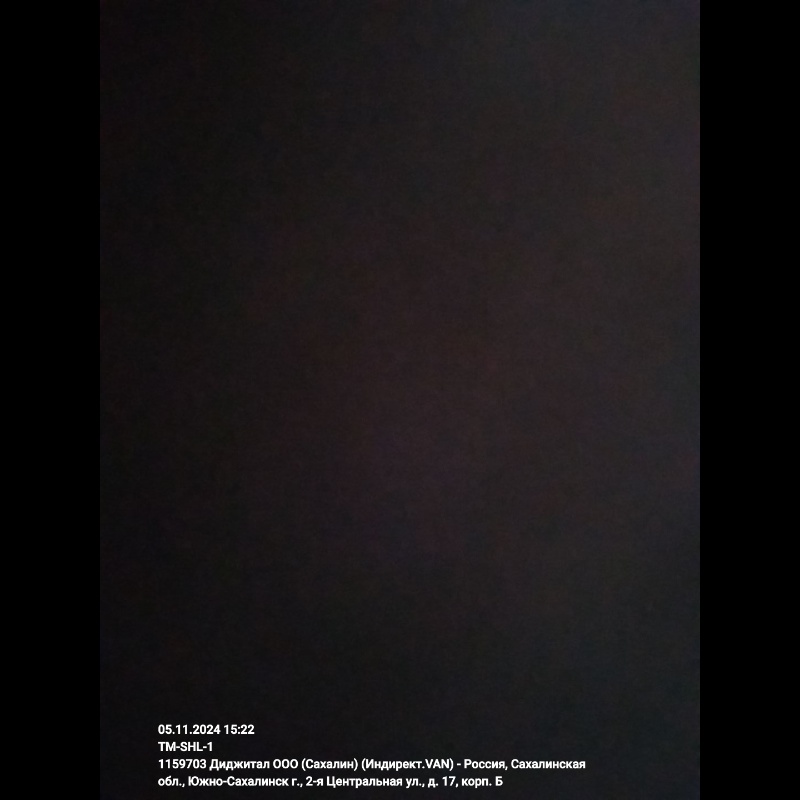 05.11.2024 15:22
TM-SHL-1
1159703 Диджитал ООО (Сахалин) (Индирект.VAN) - Россия, Сахалинская
обл., Южно-Сахалинск г., 2-я Центральная ул., д. 17, корп. Б